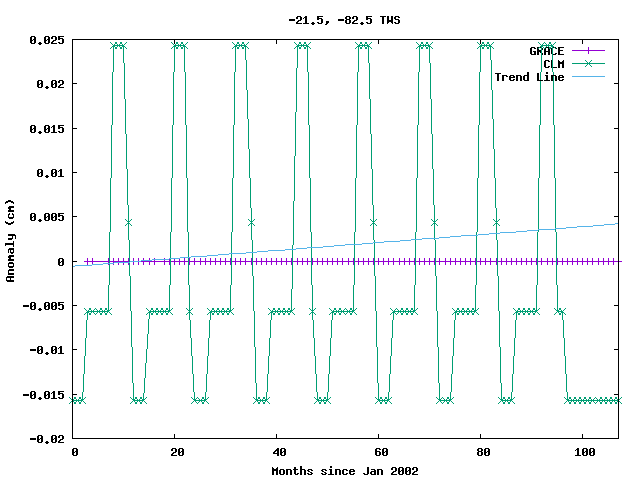 -21.5, -82.5 TWS
0.025
0.02
0.015
0.01
0.005
0
-0.005
-0.01
-0.015
-0.02
Anomaly (cm)
GRACE
CLM
Trend Line
0 20 40 60 80 100
Months since Jan 2002